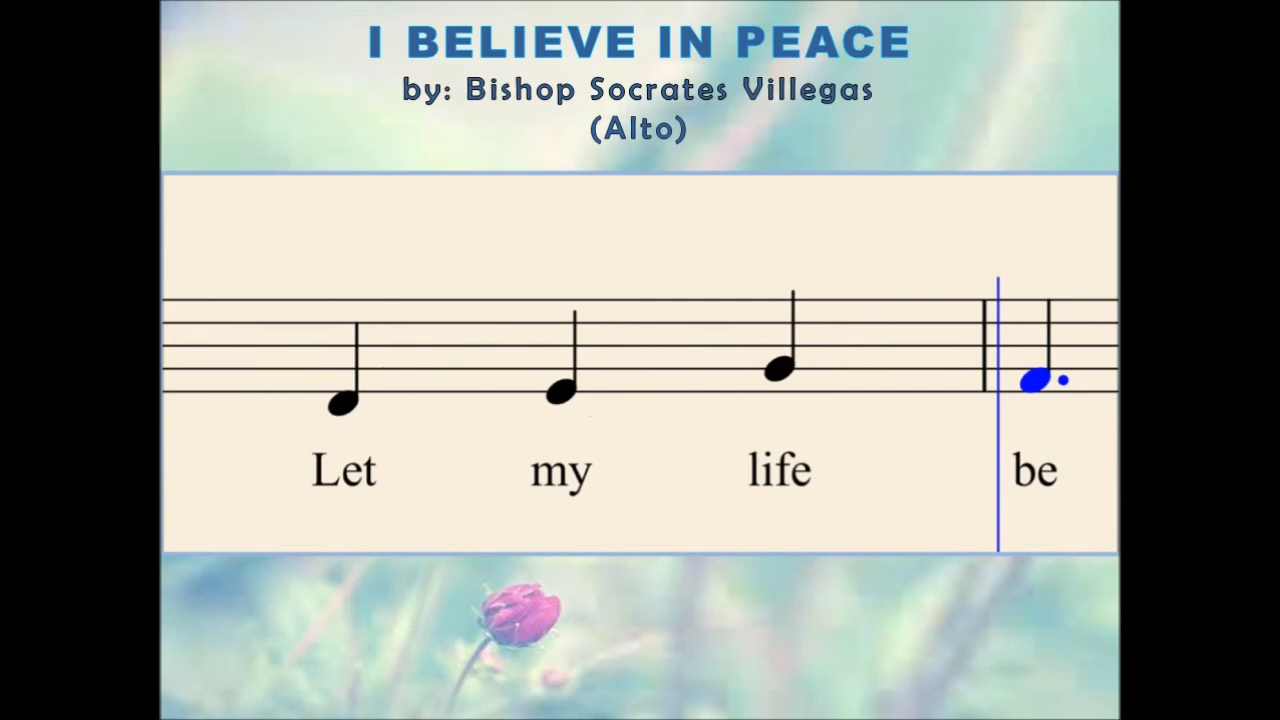 I BELIEVE IN PEACE
by: Bishop Socrates Villegas
(Alto)
Let my life be